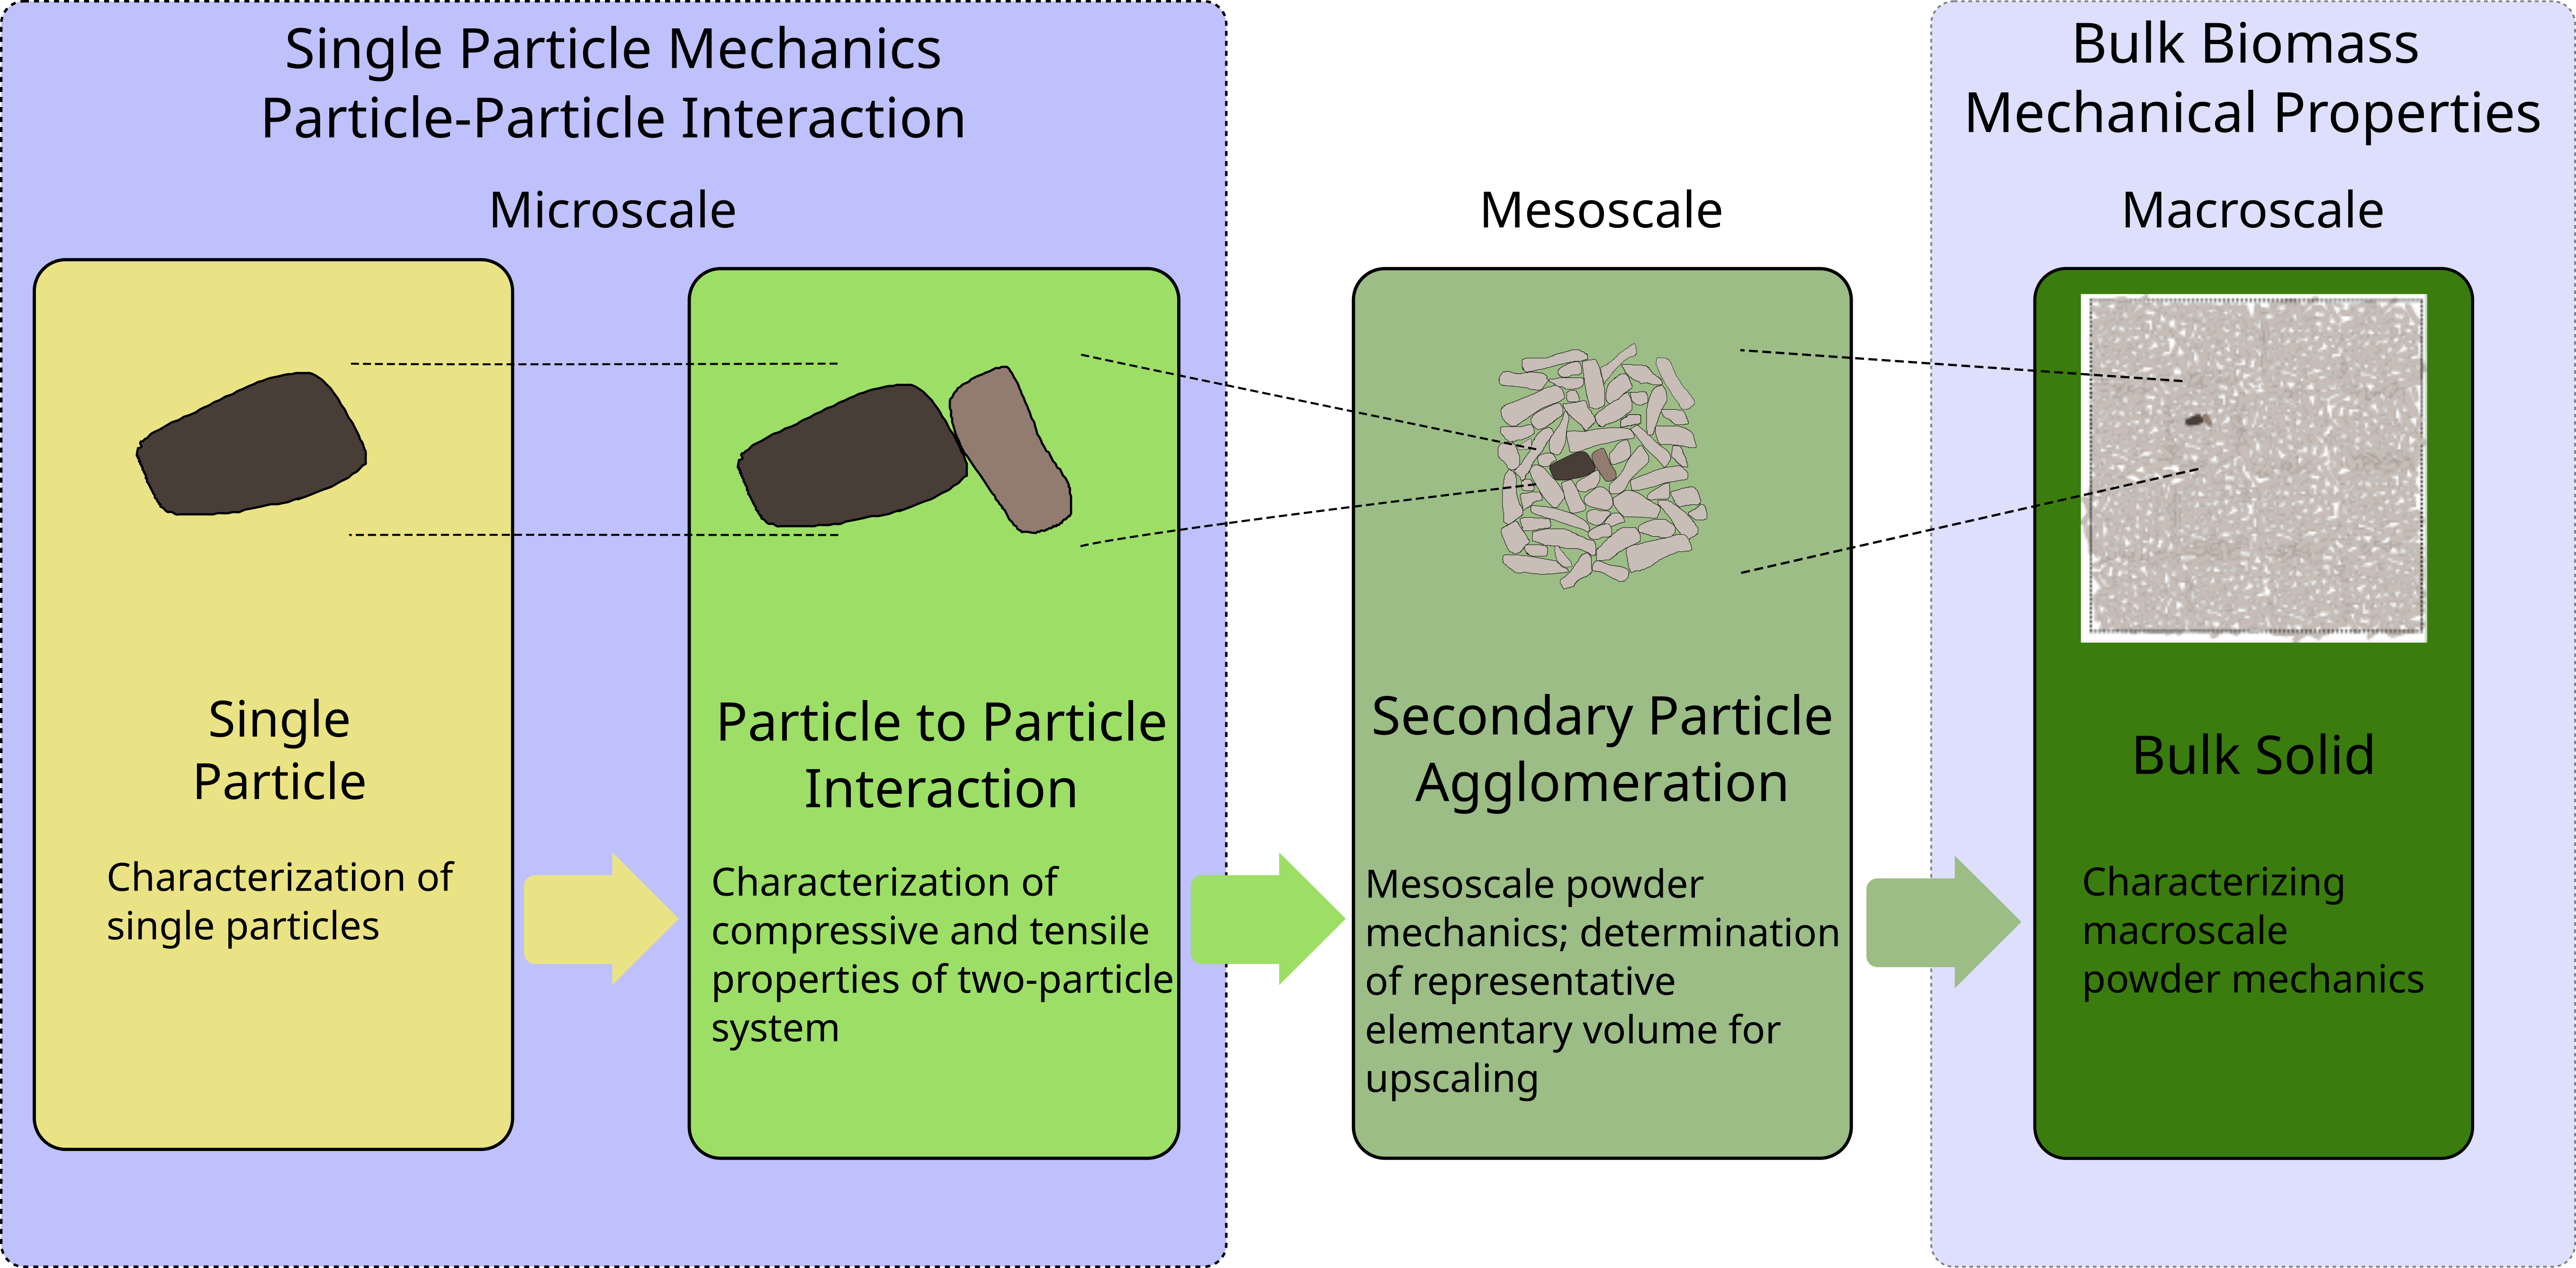 Single Particle Mechanics
Particle-Particle Interaction
Microscale
Single
Particle
Characterization of
single particles
Particle to Particle
Interaction
Characterization of
compressive and tensile
properties of two-particle
system
Mesoscale
Secondary Particle
Agglomeration
Mesoscale powder
mechanics; determination
of representative
elementary volume for
upscaling
Bulk Biomass
Mechanical Properties
Macroscale
Bulk Solid
Characterizing
macroscale
powder mechanics